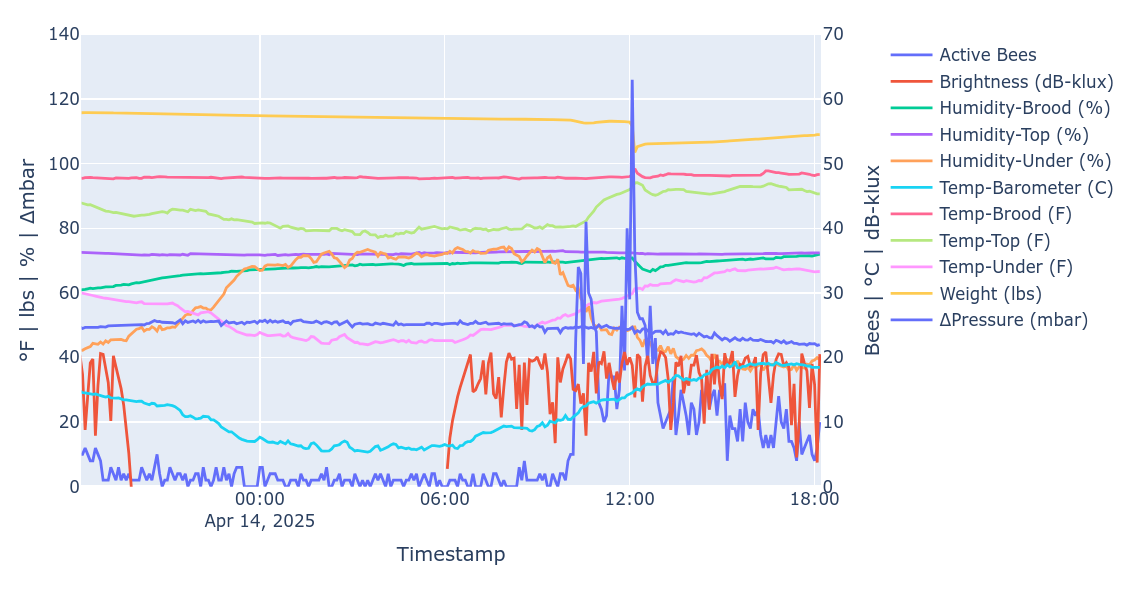 140
120
100
80
60
40
20
0
°F | lbs | % | Δmbar
70
60
50
40
30
20
10
0
Bees | °C | dB-klux
00:00
Apr 14, 2025
06:00
12:00
18:00
Timestamp
Active Bees
Brightness (dB-klux)
Humidity-Brood (%)
Humidity-Top (%)
Humidity-Under (%)
Temp-Barometer (C)
Temp-Brood (F)
Temp-Top (F)
Temp-Under (F)
Weight (lbs)
ΔPressure (mbar)